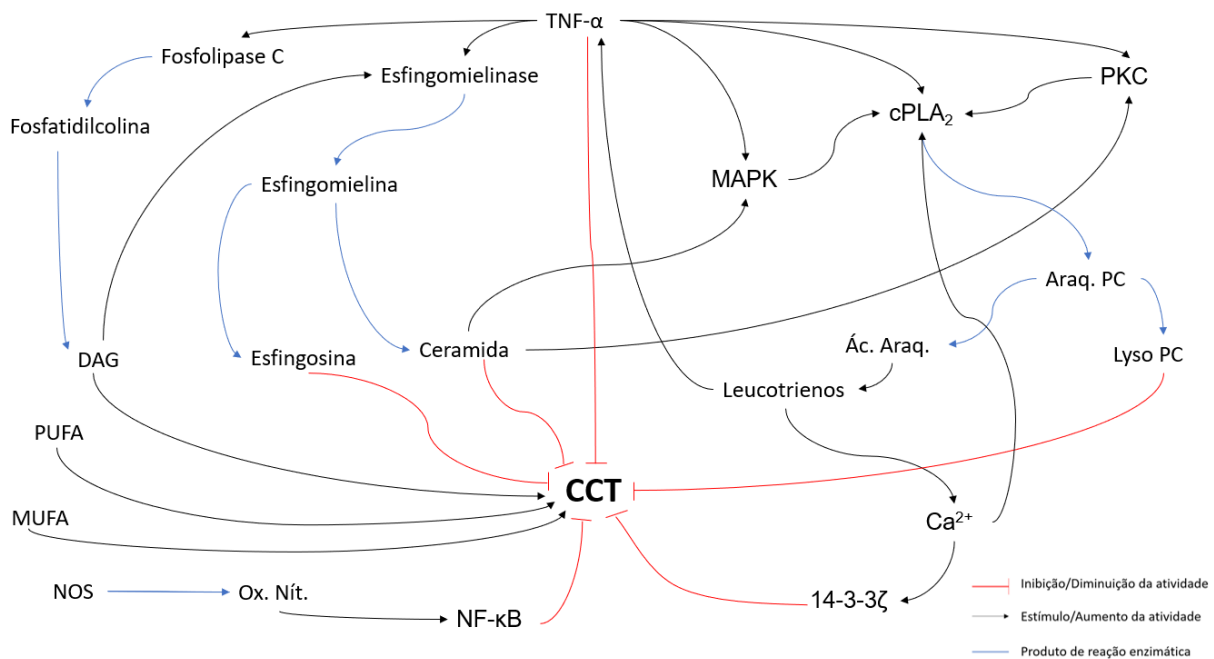 TNF-α
Fosfolipase C
Esfingomielinase
PKC
cPLA₂
Fosfatidilcolina
MAPK
Esfingomielina
Araq. PC
DAG
Esfingosina
Ceramida
Ác. Araq.
Lyso PC
Leucotrienos
PUFA
CCT
MUFA
Ca²⁺
NOS
Ox. Nít.
NF-κB
14-3-3ζ
Inibição/Diminuição da atividade
Estímulo/Aumento da atividade
Produto de reação enzimática